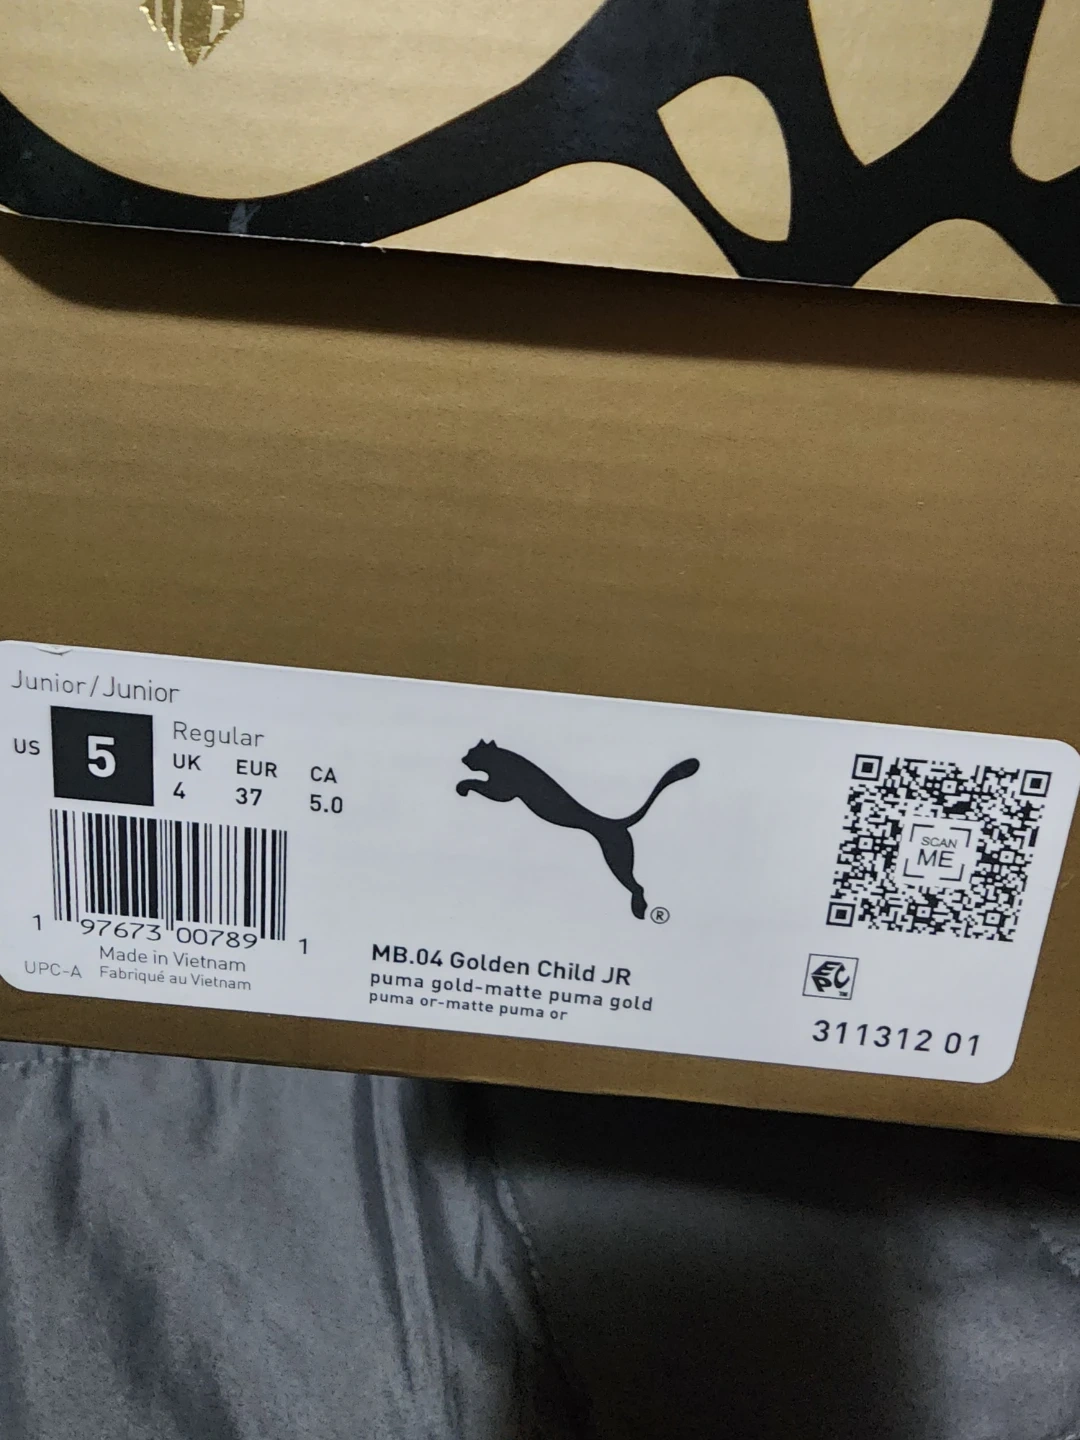 Junior/Junior
US
5
Regular
UK EUR CA
4 37 5.0
1 97673 00789 1
Made in Vietnam
UPC-A Fabriqué au Vietnam
®
MB.04 Golden Child JR
puma gold-matte puma gold
puma or-matte puma or
SCAN
ME
EPC™
311312 01